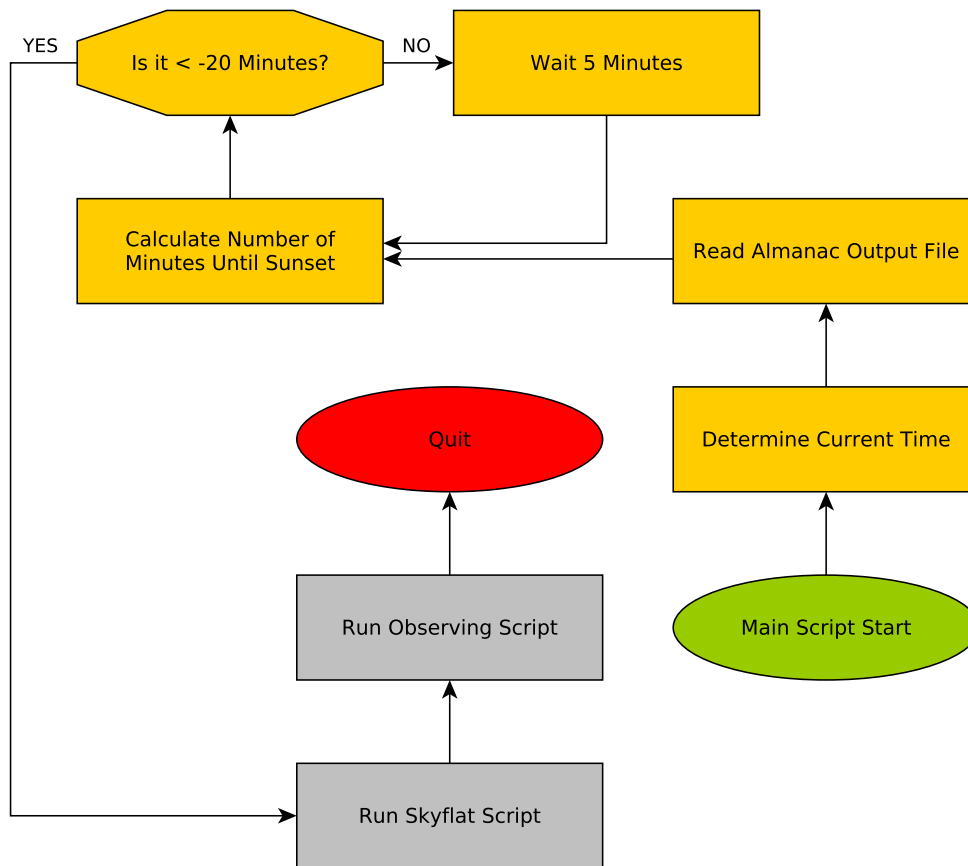 YES
Is it < -20 Minutes?
NO
Wait 5 Minutes
Calculate Number of
Minutes Until Sunset
Read Almanac Output File
Quit
Determine Current Time
Run Observing Script
Main Script Start
Run Skyflat Script